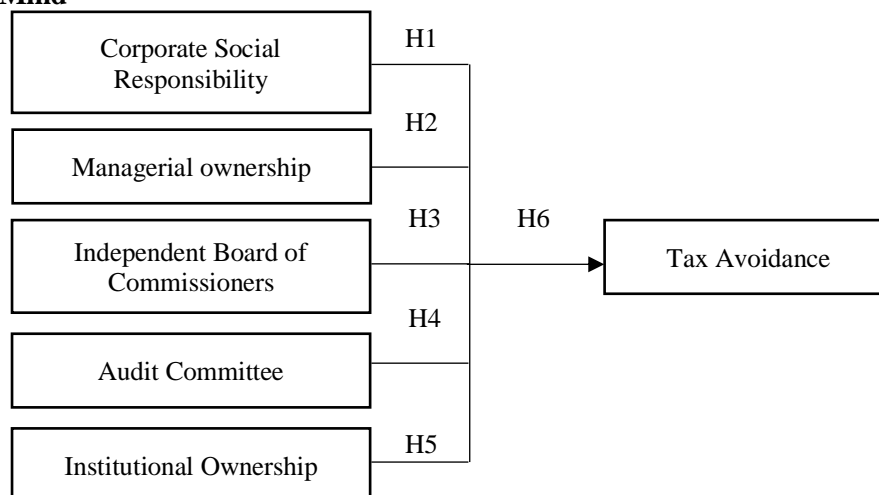 Mind
Corporate Social
Responsibility
H1
H2
Managerial ownership
H3
H6
Independent Board of
Commissioners
Tax Avoidance
H4
Audit Committee
H5
Institutional Ownership